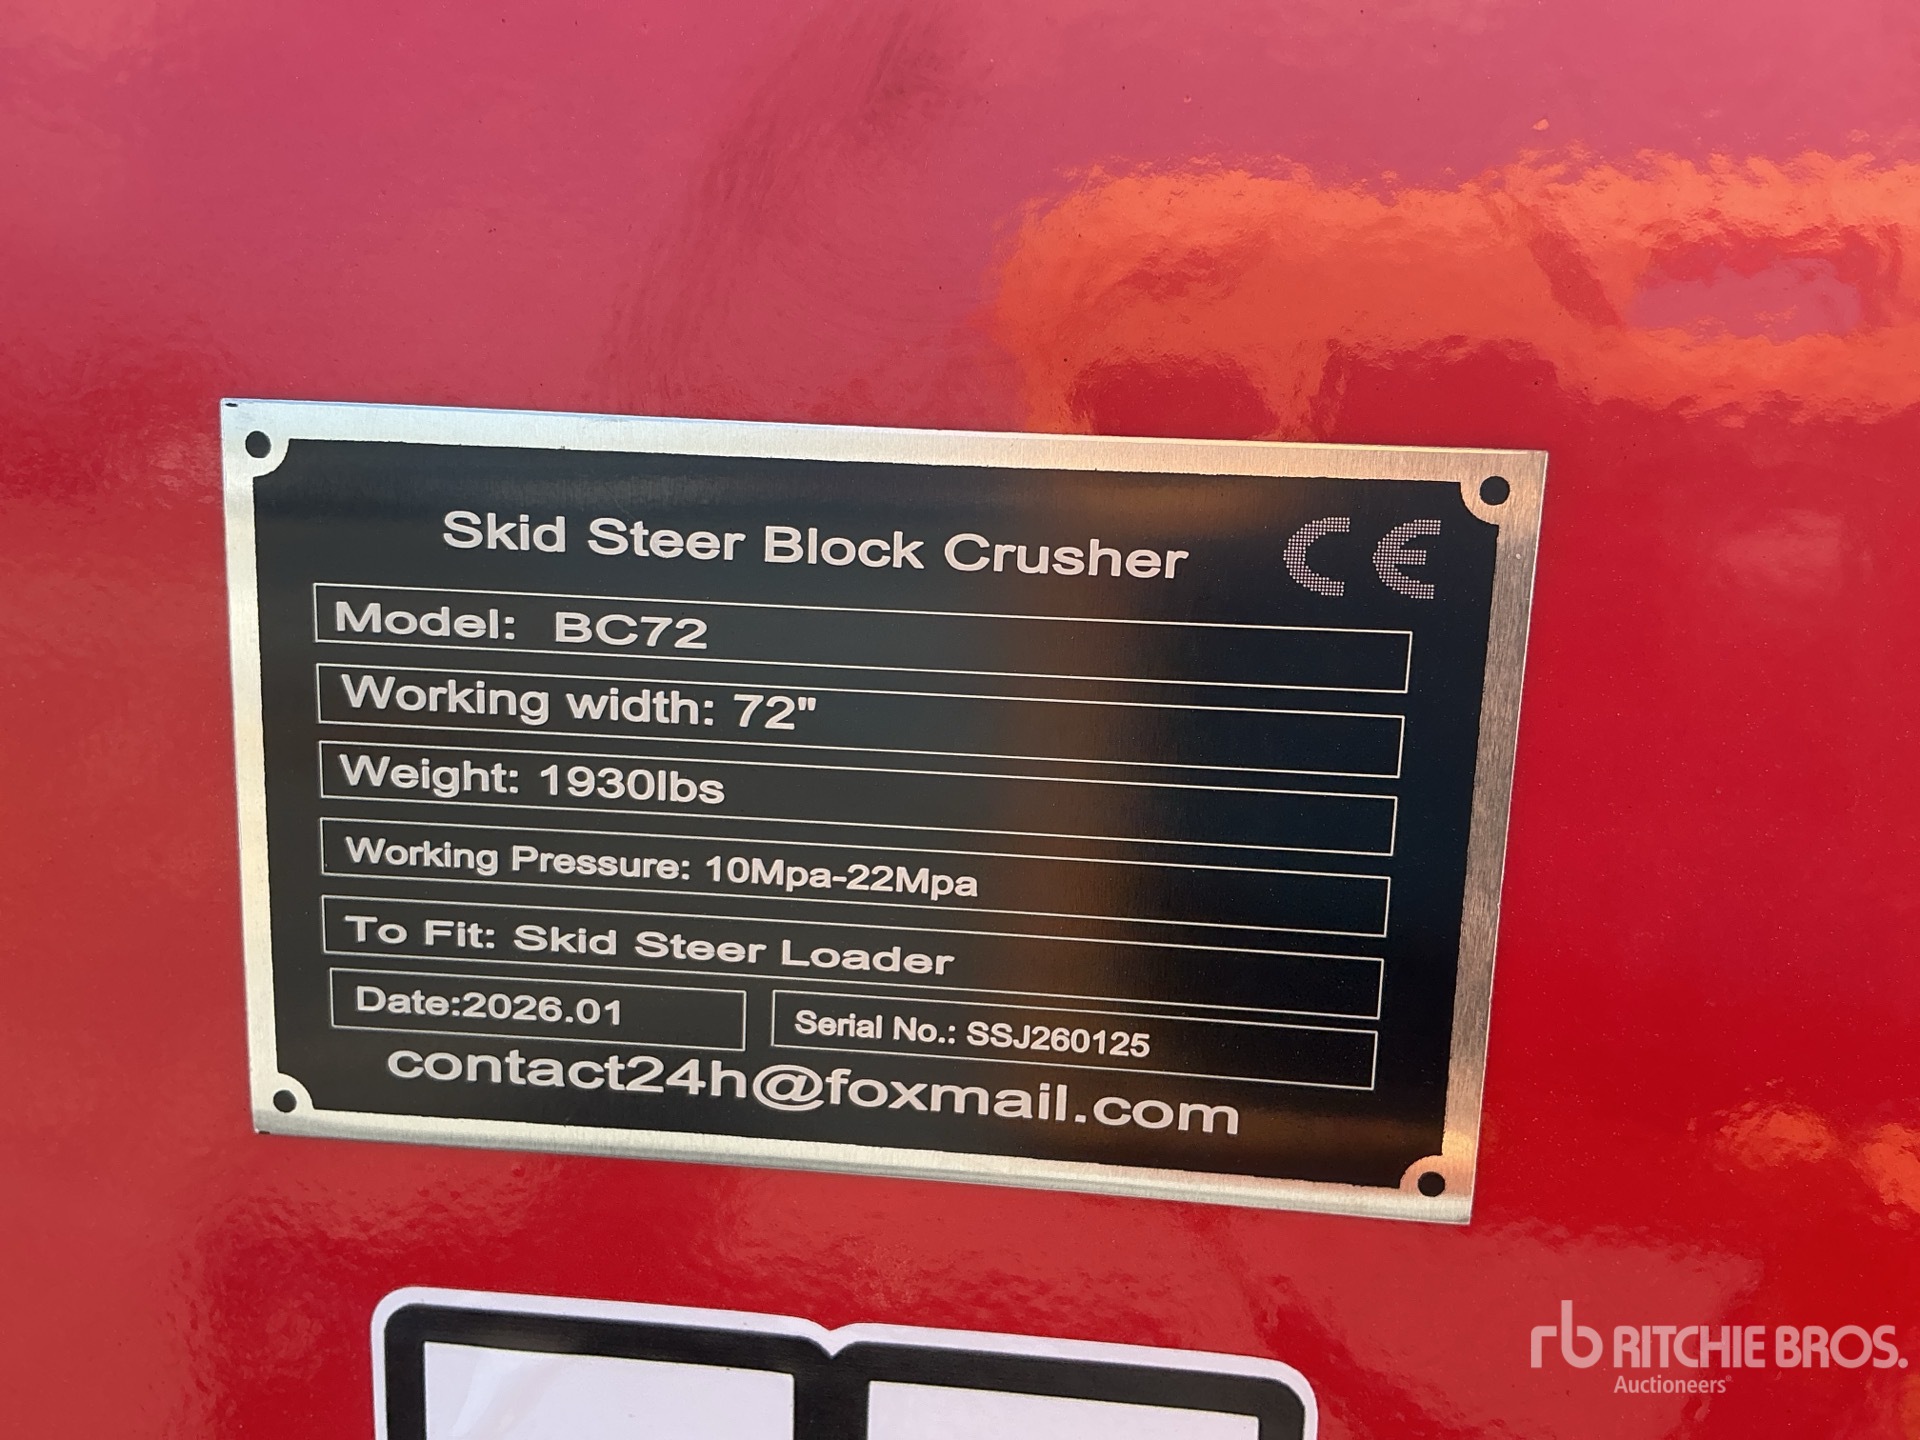 Skid Steer Block Crusher CE
Model: BC72
Working width: 72"
Weight: 1930lbs
Working Pressure: 10Mpa-22Mpa
To Fit: Skid Steer Loader
Date:2026.01 Serial No.: SSJ260125
contact24h@foxmail.com
rb RITCHIE BROS.
Auctioneers